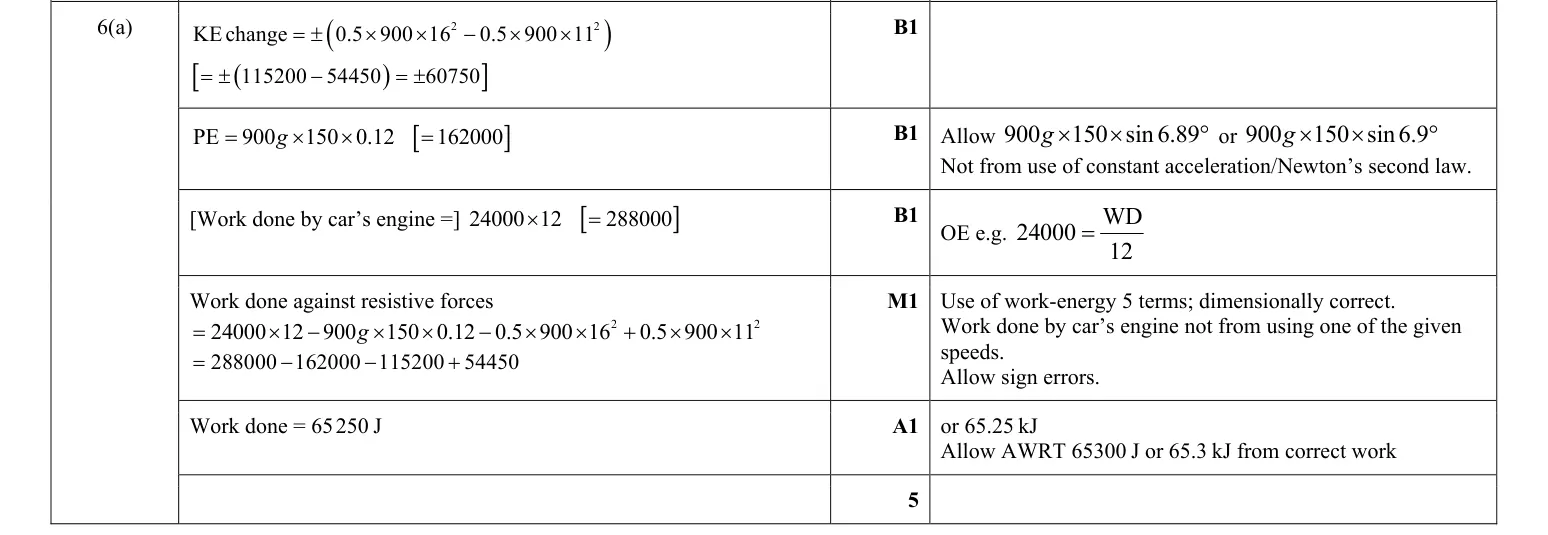 6(a)
KE change = ±(0.5×900×16² − 0.5×900×11²)
[= ±(115200 − 54450) = ±60750]
B1
PE = 900g×150×0.12 [=162000]
B1
Allow 900g×150×sin 6.89° or 900g×150×sin 6.9°
Not from use of constant acceleration/Newton’s second law.
[Work done by car’s engine =] 24000×12 [= 288000]
B1
OE e.g. 24000 = WD/12
Work done against resistive forces
= 24000×12 − 900g×150×0.12 − 0.5×900×16² + 0.5×900×11²
= 288000 − 162000 − 115200 + 54450
M1
Use of work-energy 5 terms; dimensionally correct.
Work done by car’s engine not from using one of the given
speeds.
Allow sign errors.
Work done = 65250 J
A1
or 65.25 kJ
Allow AWRT 65300 J or 65.3 kJ from correct work
5